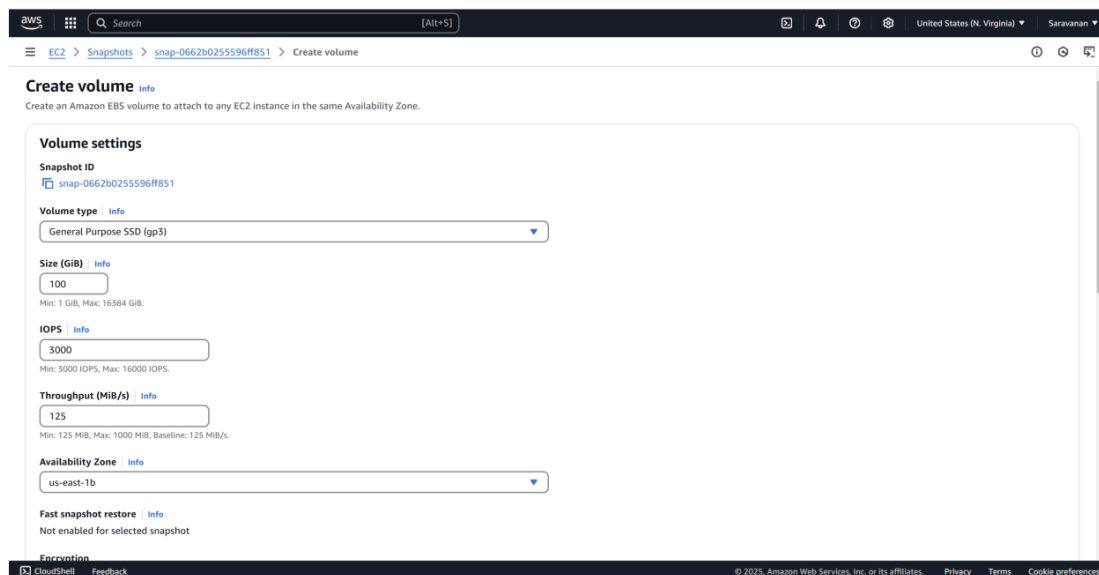 aws Search [Alt+S] United States (N. Virginia) Saravanan
EC2 > Snapshots > snap-0662b0255596ff851 > Create volume
Create volume Info
Create an Amazon EBS volume to attach to any EC2 instance in the same Availability Zone.
Volume settings
Snapshot ID
snap-0662b0255596ff851
Volume type Info
General Purpose SSD (gp3)
Size (GiB) Info
100
Min: 1 GiB, Max: 16384 GiB.
IOPS Info
3000
Min: 3000 IOPS, Max: 16000 IOPS.
Throughput (MiB/s) Info
125
Min: 125 MiB, Max: 1000 MiB. Baseline: 125 MiB/s.
Availability Zone Info
us-east-1b
Fast snapshot restore Info
Not enabled for selected snapshot
Encryption
CloudShell Feedback © 2025, Amazon Web Services, Inc. or its affiliates. Privacy Terms Cookie preferences